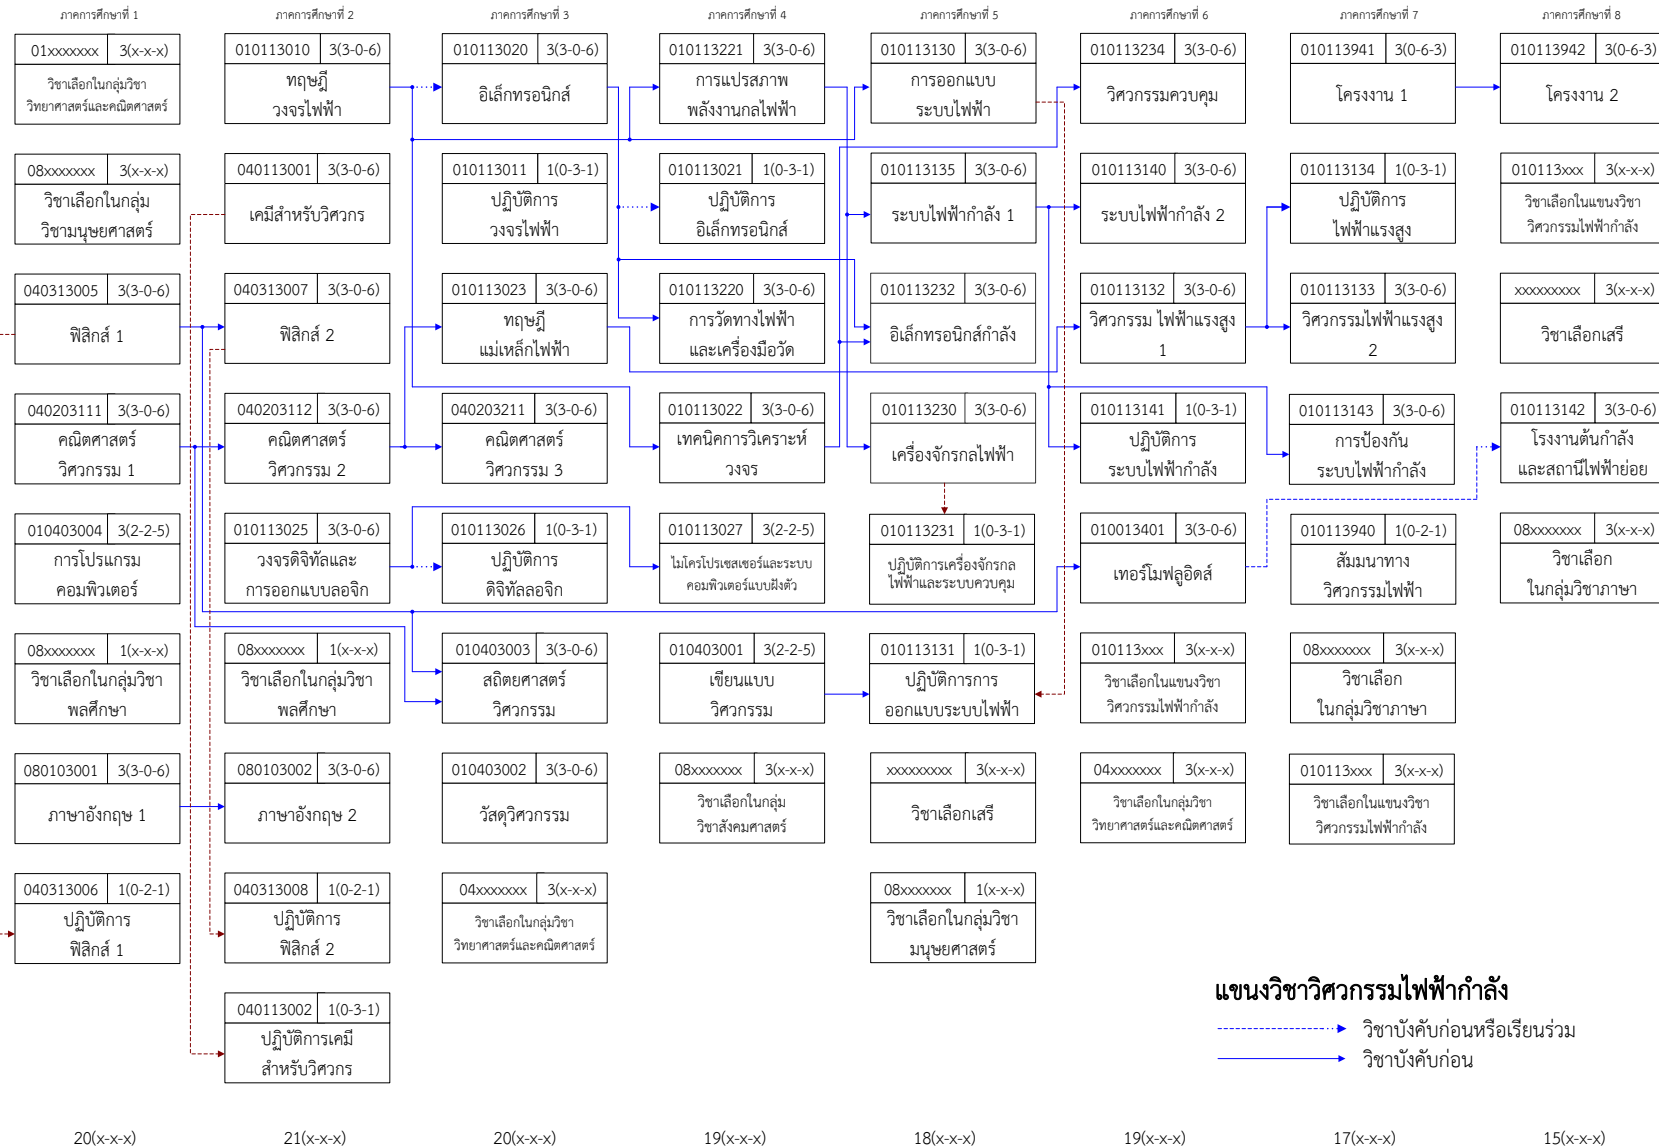 ภาคการศึกษาที่ 1
ภาคการศึกษาที่ 2
ภาคการศึกษาที่ 3
ภาคการศึกษาที่ 4
ภาคการศึกษาที่ 5
ภาคการศึกษาที่ 6
ภาคการศึกษาที่ 7
ภาคการศึกษาที่ 8
01xxxxxxx 3(x-x-x)
วิชาเลือกในกลุ่มวิชา
วิทยาศาสตร์และคณิตศาสตร์
010113010 3(3-0-6)
ทฤษฎี
วงจรไฟฟ้า
010113020 3(3-0-6)
อิเล็กทรอนิกส์
010113221 3(3-0-6)
การแปรสภาพ
พลังงานกลไฟฟ้า
010113130 3(3-0-6)
การออกแบบ
ระบบไฟฟ้า
010113234 3(3-0-6)
วิศวกรรมควบคุม
010113941 3(0-6-3)
โครงงาน 1
010113942 3(0-6-3)
โครงงาน 2
08xxxxxxx 3(x-x-x)
วิชาเลือกในกลุ่ม
วิชามนุษยศาสตร์
040113001 3(3-0-6)
เคมีสำหรับวิศวกร
010113011 1(0-3-1)
ปฏิบัติการ
วงจรไฟฟ้า
010113021 1(0-3-1)
ปฏิบัติการ
อิเล็กทรอนิกส์
010113135 3(3-0-6)
ระบบไฟฟ้ากำลัง 1
010113140 3(3-0-6)
ระบบไฟฟ้ากำลัง 2
010113134 1(0-3-1)
ปฏิบัติการ
ไฟฟ้าแรงสูง
010113xxx 3(x-x-x)
วิชาเลือกในแขนงวิชา
วิศวกรรมไฟฟ้ากำลัง
040313005 3(3-0-6)
ฟิสิกส์ 1
040313007 3(3-0-6)
ฟิสิกส์ 2
010113023 3(3-0-6)
ทฤษฎี
แม่เหล็กไฟฟ้า
010113220 3(3-0-6)
การวัดทางไฟฟ้า
และเครื่องมือวัด
010113232 3(3-0-6)
อิเล็กทรอนิกส์กำลัง
010113132 3(3-0-6)
วิศวกรรม ไฟฟ้าแรงสูง
1
010113133 3(3-0-6)
วิศวกรรมไฟฟ้าแรงสูง
2
xxxxxxxxx 3(x-x-x)
วิชาเลือกเสรี
040203111 3(3-0-6)
คณิตศาสตร์
วิศวกรรม 1
040203112 3(3-0-6)
คณิตศาสตร์
วิศวกรรม 2
040203211 3(3-0-6)
คณิตศาสตร์
วิศวกรรม 3
010113022 3(3-0-6)
เทคนิคการวิเคราะห์
วงจร
010113230 3(3-0-6)
เครื่องจักรกลไฟฟ้า
010113141 1(0-3-1)
ปฏิบัติการ
ระบบไฟฟ้ากำลัง
010113143 3(3-0-6)
การป้องกัน
ระบบไฟฟ้ากำลัง
010113142 3(3-0-6)
โรงงานต้นกำลัง
และสถานีไฟฟ้าย่อย
010403004 3(2-2-5)
การโปรแกรม
คอมพิวเตอร์
010113025 3(3-0-6)
วงจรดิจิทัลและ
การออกแบบลอจิก
010113026 1(0-3-1)
ปฏิบัติการ
ดิจิทัลลอจิก
010113027 3(2-2-5)
ไมโครโปรเซสเซอร์และระบบ
คอมพิวเตอร์แบบฝังตัว
010113231 1(0-3-1)
ปฏิบัติการเครื่องจักรกล
ไฟฟ้าและระบบควบคุม
010013401 3(3-0-6)
เทอร์โมฟลูอิดส์
010113940 1(0-2-1)
สัมมนาทาง
วิศวกรรมไฟฟ้า
08xxxxxxx 3(x-x-x)
วิชาเลือก
ในกลุ่มวิชาภาษา
08xxxxxxx 1(x-x-x)
วิชาเลือกในกลุ่มวิชา
พลศึกษา
08xxxxxxx 1(x-x-x)
วิชาเลือกในกลุ่มวิชา
พลศึกษา
010403003 3(3-0-6)
สถิตยศาสตร์
วิศวกรรม
010403001 3(2-2-5)
เขียนแบบ
วิศวกรรม
010113131 1(0-3-1)
ปฏิบัติการการ
ออกแบบระบบไฟฟ้า
010113xxx 3(x-x-x)
วิชาเลือกในแขนงวิชา
วิศวกรรมไฟฟ้ากำลัง
08xxxxxxx 3(x-x-x)
วิชาเลือก
ในกลุ่มวิชาภาษา
080103001 3(3-0-6)
ภาษาอังกฤษ 1
080103002 3(3-0-6)
ภาษาอังกฤษ 2
010403002 3(3-0-6)
วัสดุวิศวกรรม
08xxxxxxx 3(x-x-x)
วิชาเลือกในกลุ่ม
วิชาสังคมศาสตร์
xxxxxxxxx 3(x-x-x)
วิชาเลือกเสรี
04xxxxxxx 3(x-x-x)
วิชาเลือกในกลุ่มวิชา
วิทยาศาสตร์และคณิตศาสตร์
010113xxx 3(x-x-x)
วิชาเลือกในแขนงวิชา
วิศวกรรมไฟฟ้ากำลัง
040313006 1(0-2-1)
ปฏิบัติการ
ฟิสิกส์ 1
040313008 1(0-2-1)
ปฏิบัติการ
ฟิสิกส์ 2
04xxxxxxx 3(x-x-x)
วิชาเลือกในกลุ่มวิชา
วิทยาศาสตร์และคณิตศาสตร์
08xxxxxxx 1(x-x-x)
วิชาเลือกในกลุ่มวิชา
มนุษยศาสตร์
040113002 1(0-3-1)
ปฏิบัติการเคมี
สำหรับวิศวกร
แขนงวิชาวิศวกรรมไฟฟ้ากำลัง
วิชาบังคับก่อนหรือเรียนร่วม
วิชาบังคับก่อน
20(x-x-x)
21(x-x-x)
20(x-x-x)
19(x-x-x)
18(x-x-x)
19(x-x-x)
17(x-x-x)
15(x-x-x)